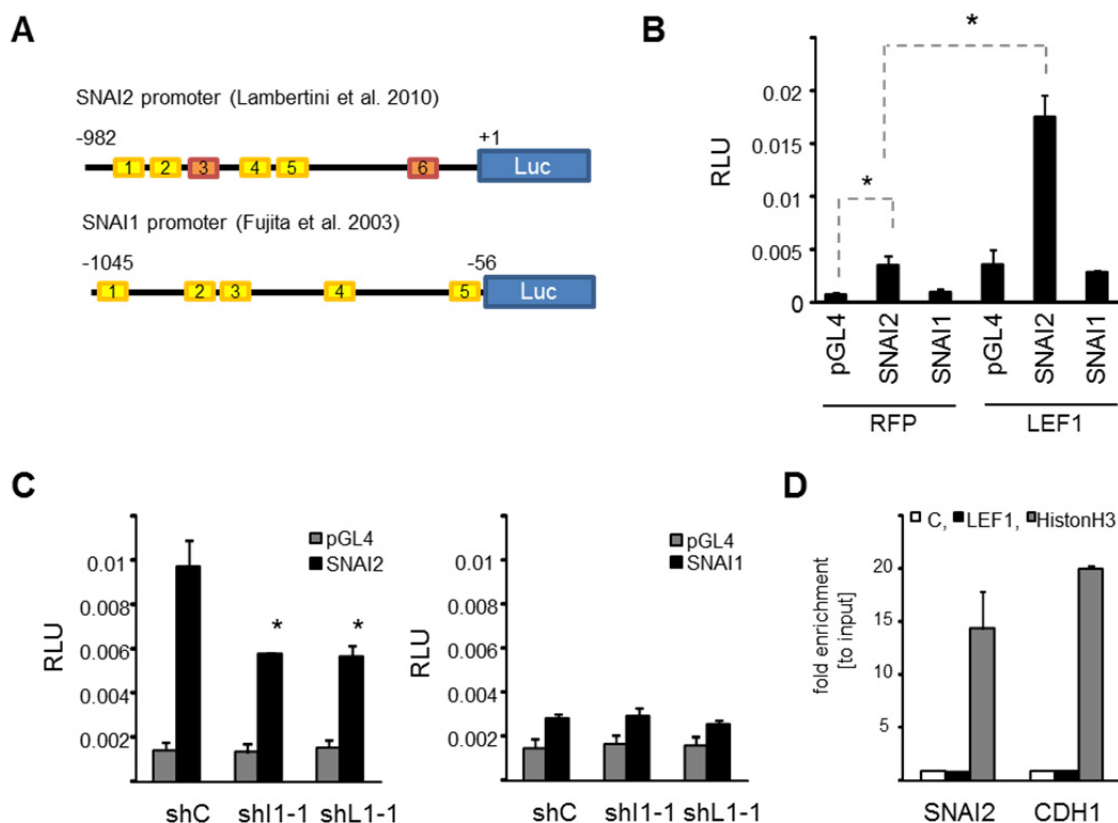 A
SNAI2 promoter (Lambertini et al. 2010)
-982
+1
1 2 3 4 5 6 Luc
SNAI1 promoter (Fujita et al. 2003)
-1045
-56
1 2 3 4 5 Luc
B
*
*
RLU
0.02
0.015
0.01
0.005
0
pGL4 SNAI2 SNAI1 pGL4 SNAI2 SNAI1
RFP LEF1
C
pGL4
SNAI2
RLU
0.01
0.008
0.006
0.004
0.002
* *
shC shI1-1 shL1-1
pGL4
SNAI1
RLU
0.01
0.008
0.006
0.004
0.002
shC shI1-1 shL1-1
D
C, LEF1, HistonH3
fold enrichment
[to input]
20
15
10
5
SNAI2 CDH1